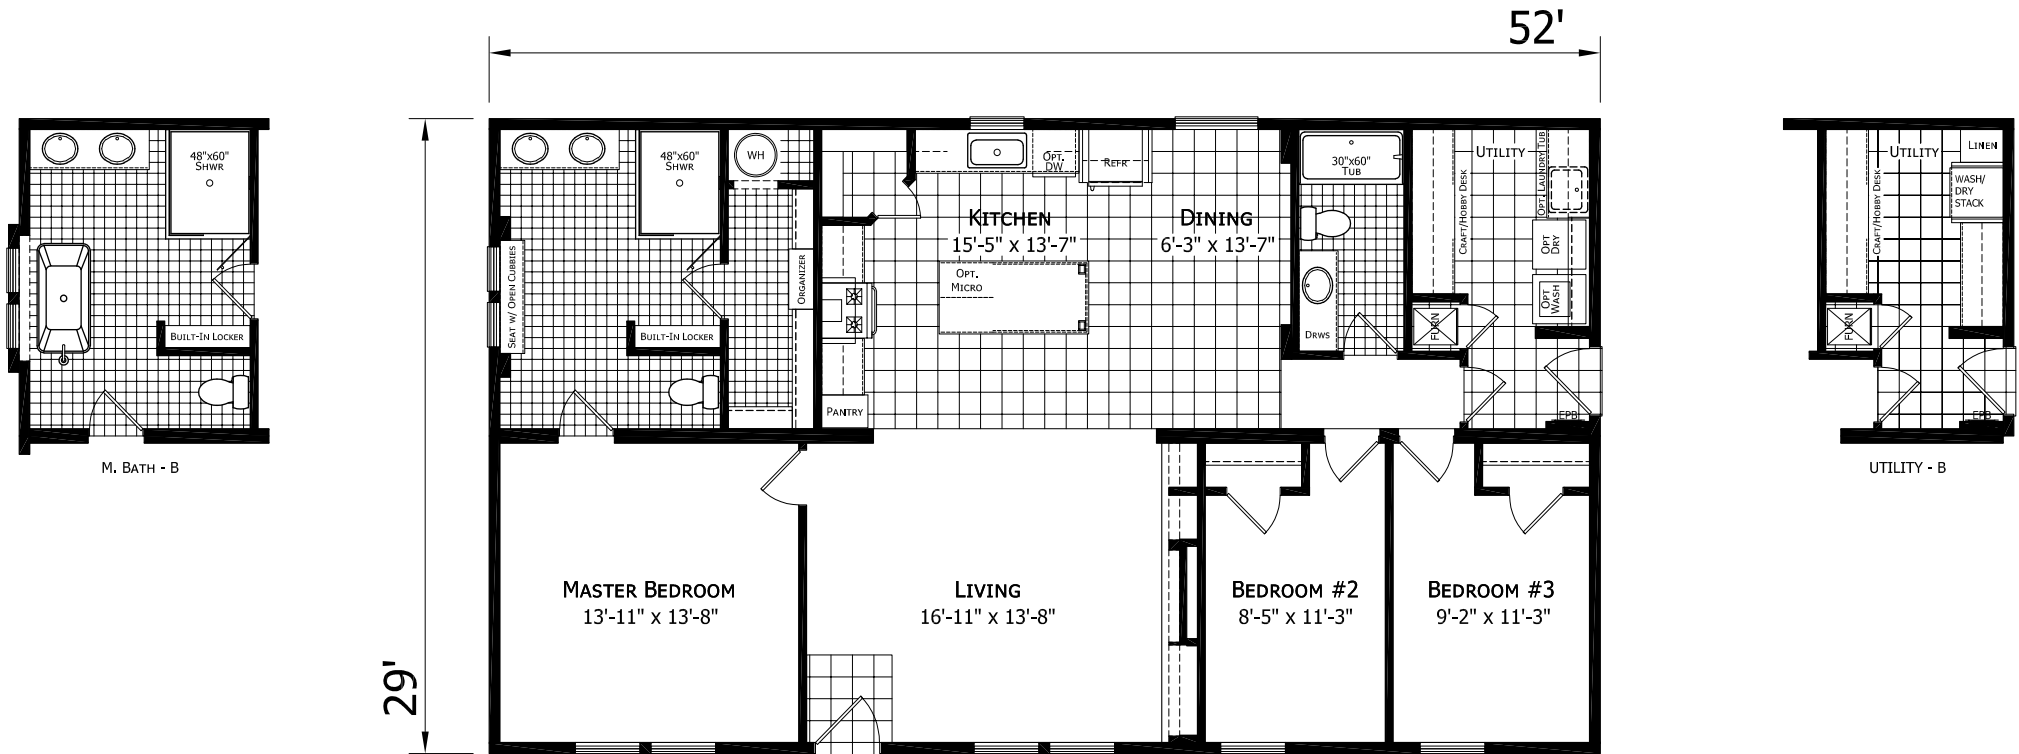 52'
29'
48"x60"
SHWR
BUILT-IN LOCKER
M. BATH - B
48"x60"
SHWR
WH
SEAT W/ OPEN CUBBIES
ORGANIZER
BUILT-IN LOCKER
PANTRY
OPT.
DW
REFR
KITCHEN
15'-5" x 13'-7"
OPT.
MICRO
DINING
6'-3" x 13'-7"
30"x60"
TUB
DRWS
UTILITY
CRAFT/HOBBY DESK
OPT. LAUNDRY TUB
OPT
DRY
OPT
WASH
FURN
EPB
MASTER BEDROOM
13'-11" x 13'-8"
LIVING
16'-11" x 13'-8"
BEDROOM #2
8'-5" x 11'-3"
BEDROOM #3
9'-2" x 11'-3"
UTILITY
LINEN
CRAFT/HOBBY DESK
WASH/
DRY
STACK
FURN
EPB
UTILITY - B